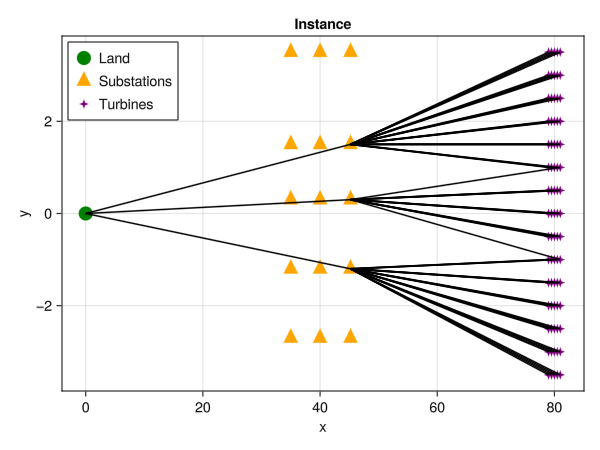 Instance
Land
Substations
Turbines
2
0
−2
y
0
20
40
60
80
x